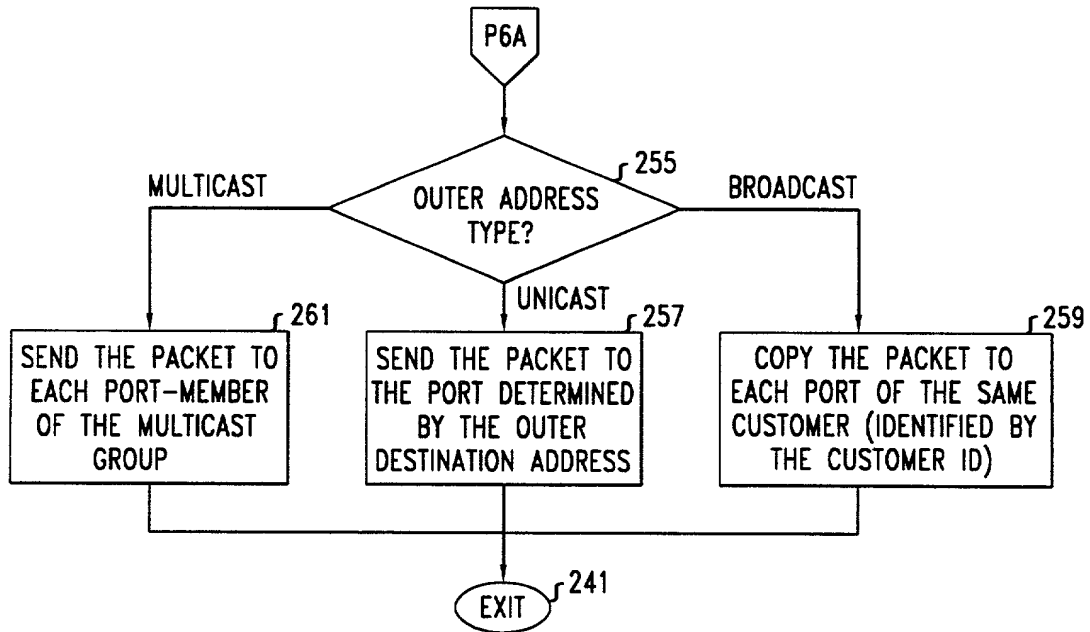 P6A
255
OUTER ADDRESS
TYPE?
MULTICAST
BROADCAST
UNICAST
261
SEND THE PACKET TO
EACH PORT-MEMBER
OF THE MULTICAST
GROUP
257
SEND THE PACKET TO
THE PORT DETERMINED
BY THE OUTER
DESTINATION ADDRESS
259
COPY THE PACKET TO
EACH PORT OF THE SAME
CUSTOMER (IDENTIFIED BY
THE CUSTOMER ID)
EXIT
241